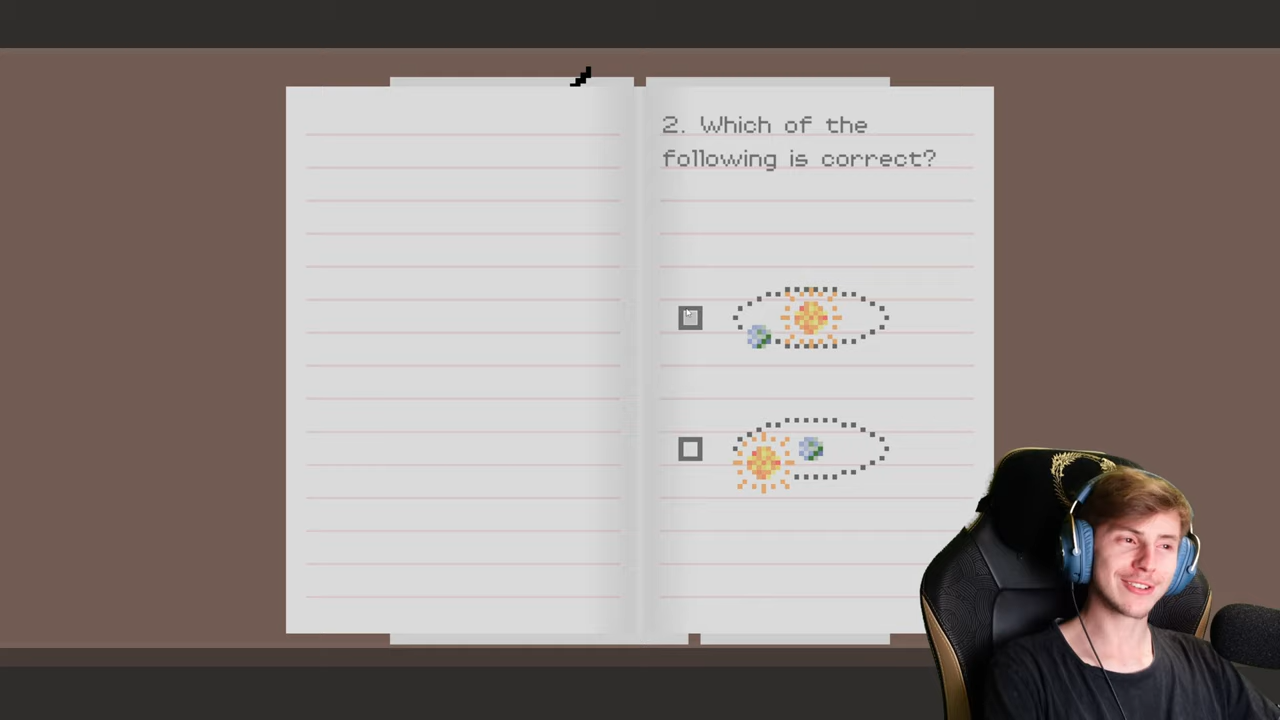 2. Which of the
following is correct?